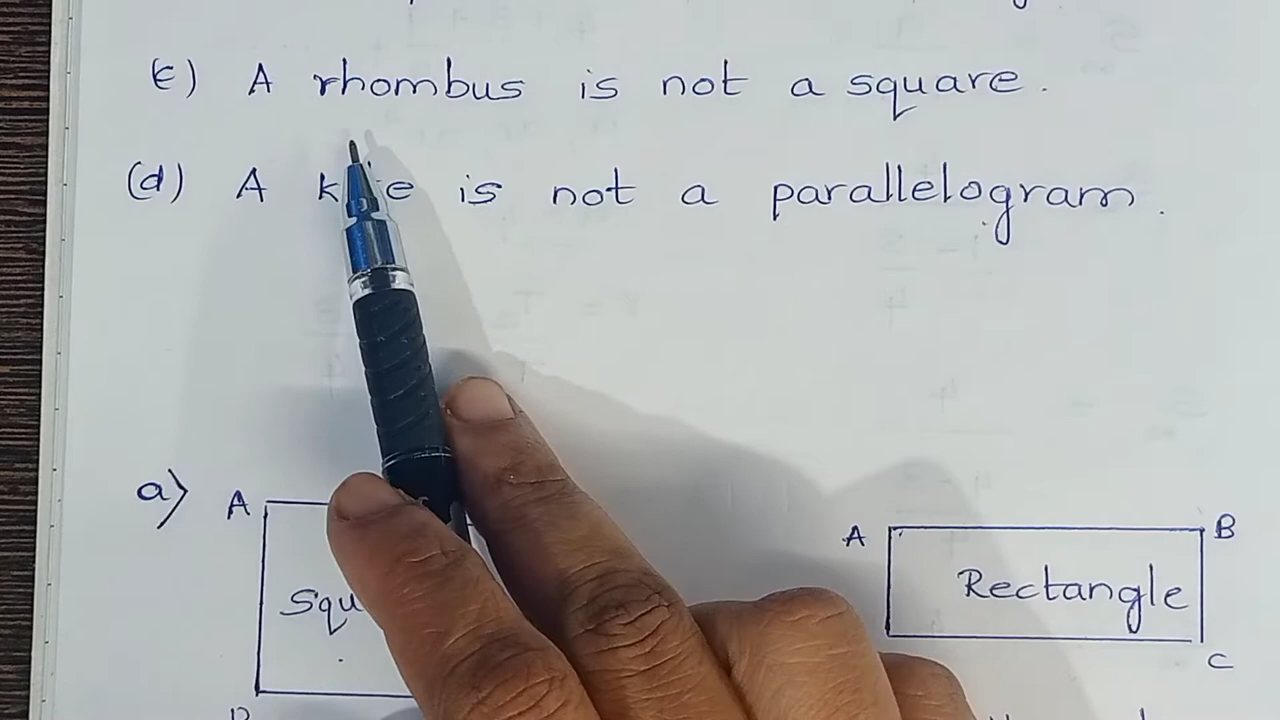 c) A rhombus is not a square.
(d) A is not a parallelogram.
a) A
A B
Rectangle
C